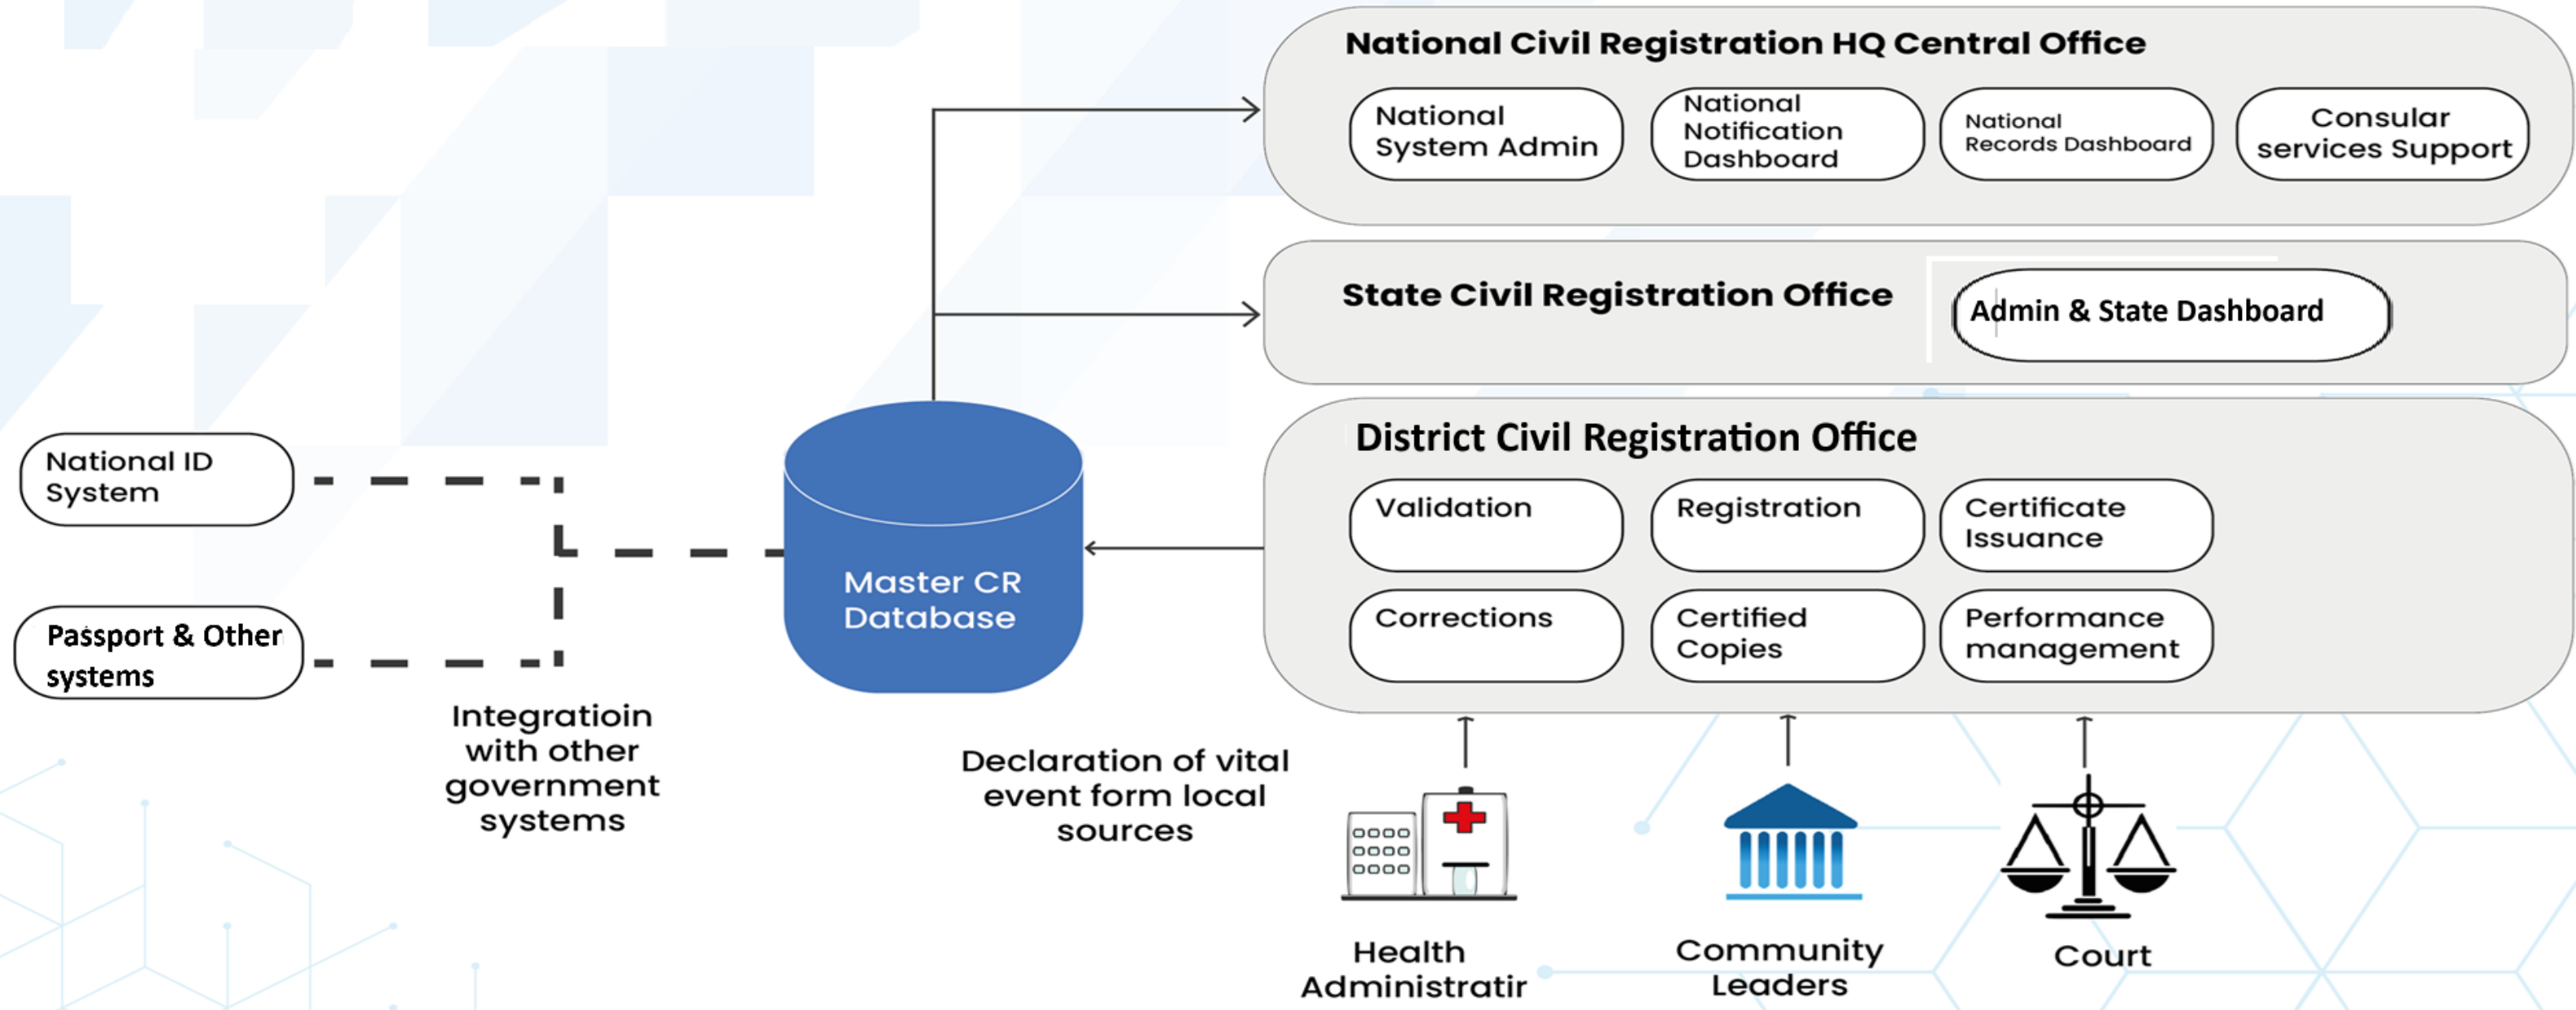 National Civil Registration HQ Central Office
National
System Admin
National
Notification
Dashboard
National
Records Dashboard
Consular
services Support
State Civil Registration Office
Admin & State Dashboard
District Civil Registration Office
Validation
Registration
Certificate
Issuance
Corrections
Certified
Copies
Performance
management
National ID
System
Passport & Other
systems
Master CR
Database
Integratioin
with other
government
systems
Declaration of vital
event form local
sources
Health
Administratir
Community
Leaders
Court